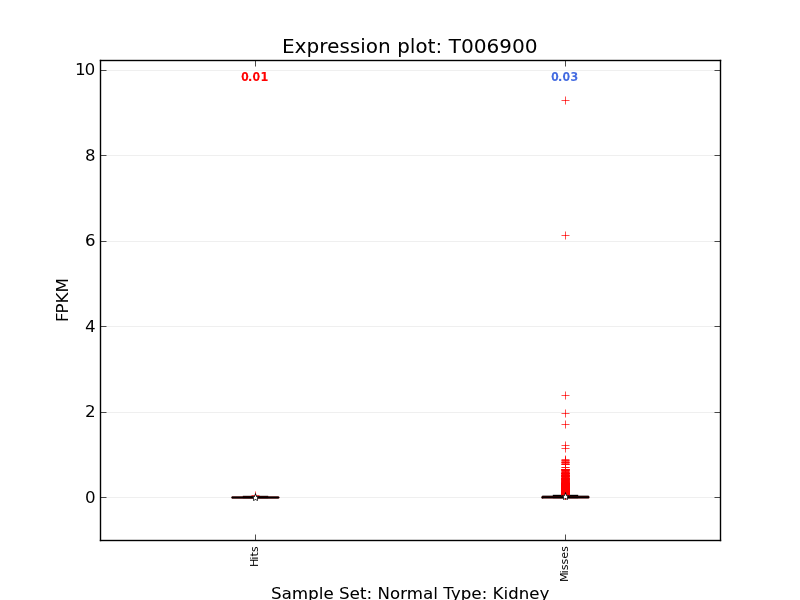 Expression plot: T006900
0.01
0.03
10
8
6
4
2
0
FPKM
Hits
Misses
Sample Set: Normal Type: Kidney